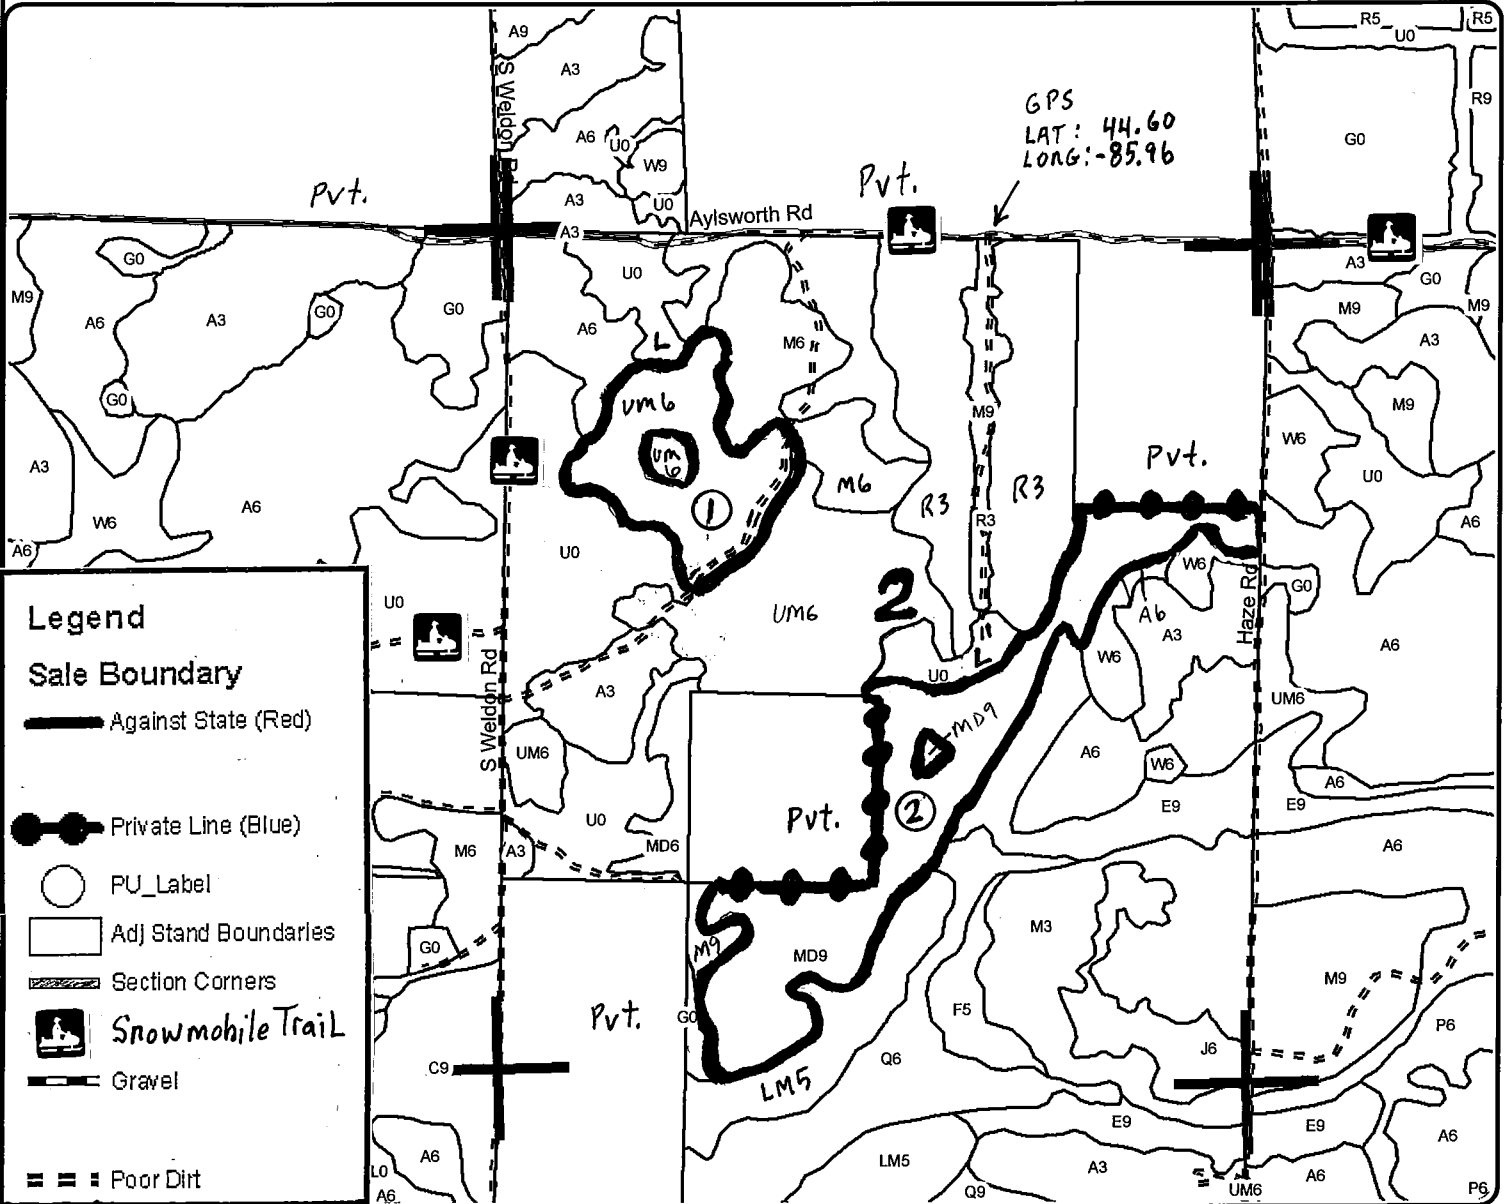 A9
R5
R5
U0
A3
S Weldon Rd
R9
GPS
LAT: 44.60
LONG:-85.96
A6
U0
G0
W9
Pvt.
Pvt.
A3
U0
Aylsworth Rd
A3
G0
U0
A3
G0
M9
A6
A3
G0
G0
A6
L
M6
M9
M9
A3
G0
UM6
M9
M9
W6
A3
UM
6
Pvt.
M6
R3
R3
U0
W6
A6
1
R3
A6
A6
U0
W6
Legend
U0
UM6
2
A6
G0
Haze Rd
A3
A6
Sale Boundary
S Weldon Rd
A3
L
U0
W6
UM6
Against State (Red)
MD9
UM6
A6
W6
A6
Private Line (Blue)
U0
Pvt.
2
E9
E9
M6
A3
MD6
A6
PU_Label
Adj Stand Boundaries
G0
M9
MD9
M3
M9
Section Corners
Snowmobile Trail
Pvt.
G0
F5
J6
P6
Gravel
C9
LM5
Q6
E9
E9
A6
A6
LM5
A3
A6
Poor Dirt
L0
A6
Q9
UM6
P6